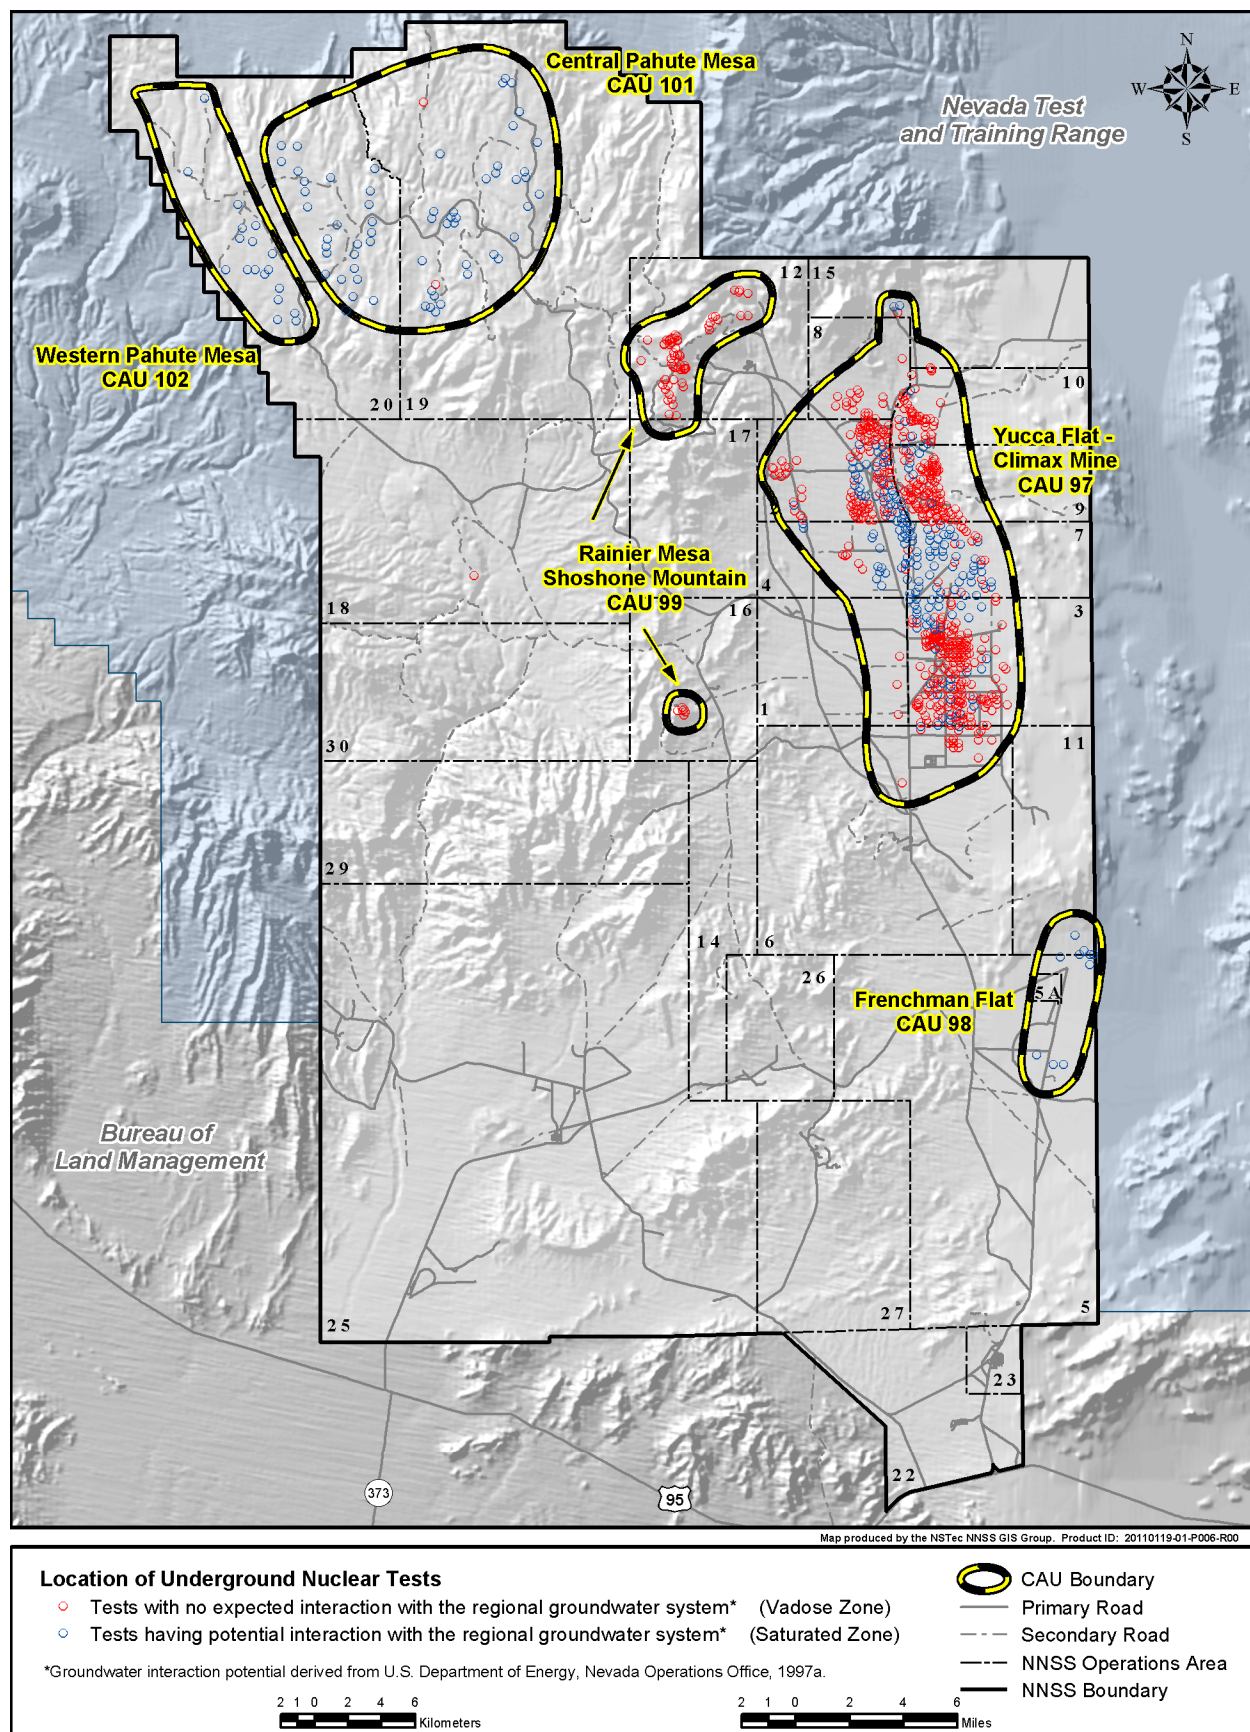 Central Pahute Mesa
CAU 101
N
W
E
S
Nevada Test
and Training Range
12
15
8
Western Pahute Mesa
CAU 102
20
19
10
17
Yucca Flat -
Climax Mine
CAU 97
2
9
7
Rainier Mesa
Shoshone Mountain
CAU 99
4
18
16
3
1
30
11
29
14
6
26
5A
Frenchman Flat
CAU 98
Bureau of
Land Management
25
27
5
23
22
373
95
Map produced by the NSTec NNSS GIS Group. Product ID: 20110119-01-P006-R00
Location of Underground Nuclear Tests
Tests with no expected interaction with the regional groundwater system* (Vadose Zone)
Tests having potential interaction with the regional groundwater system* (Saturated Zone)
*Groundwater interaction potential derived from U.S. Department of Energy, Nevada Operations Office, 1997a.
2 1 0 2 4 6
Kilometers
2 1 0 2 4 6
Miles
CAU Boundary
Primary Road
Secondary Road
NNSS Operations Area
NNSS Boundary